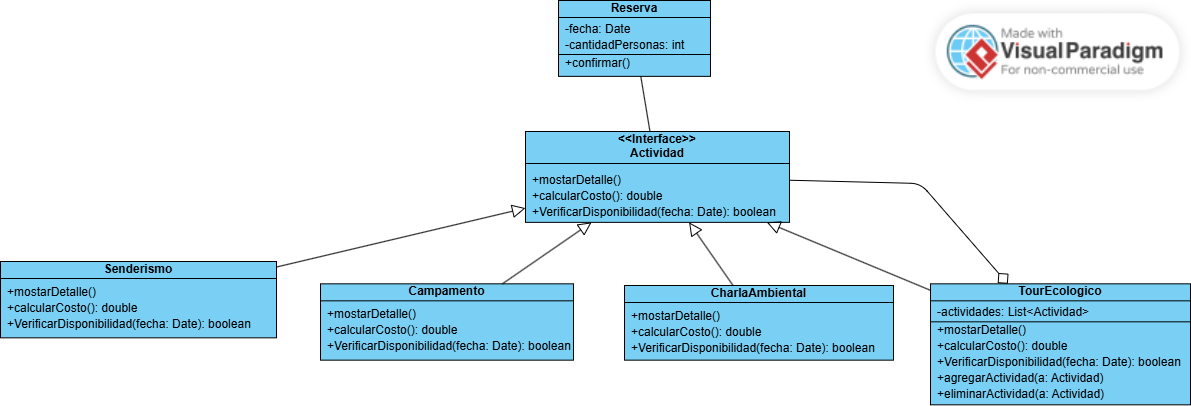 Reserva
-fecha: Date
-cantidadPersonas: int
+confirmar()
Made with
VisualParadigm
For non-commercial use
<<Interface>>
Actividad
+mostarDetalle()
+calcularCosto(): double
+VerificarDisponibilidad(fecha: Date): boolean
Senderismo
+mostarDetalle()
+calcularCosto(): double
+VerificarDisponibilidad(fecha: Date): boolean
Campamento
+mostarDetalle()
+calcularCosto(): double
+VerificarDisponibilidad(fecha: Date): boolean
CharlaAmbiental
+mostarDetalle()
+calcularCosto(): double
+VerificarDisponibilidad(fecha: Date): boolean
TourEcologico
-actividades: List<Actividad>
+mostarDetalle()
+calcularCosto(): double
+VerificarDisponibilidad(fecha: Date): boolean
+agregarActividad(a: Actividad)
+eliminarActividad(a: Actividad)